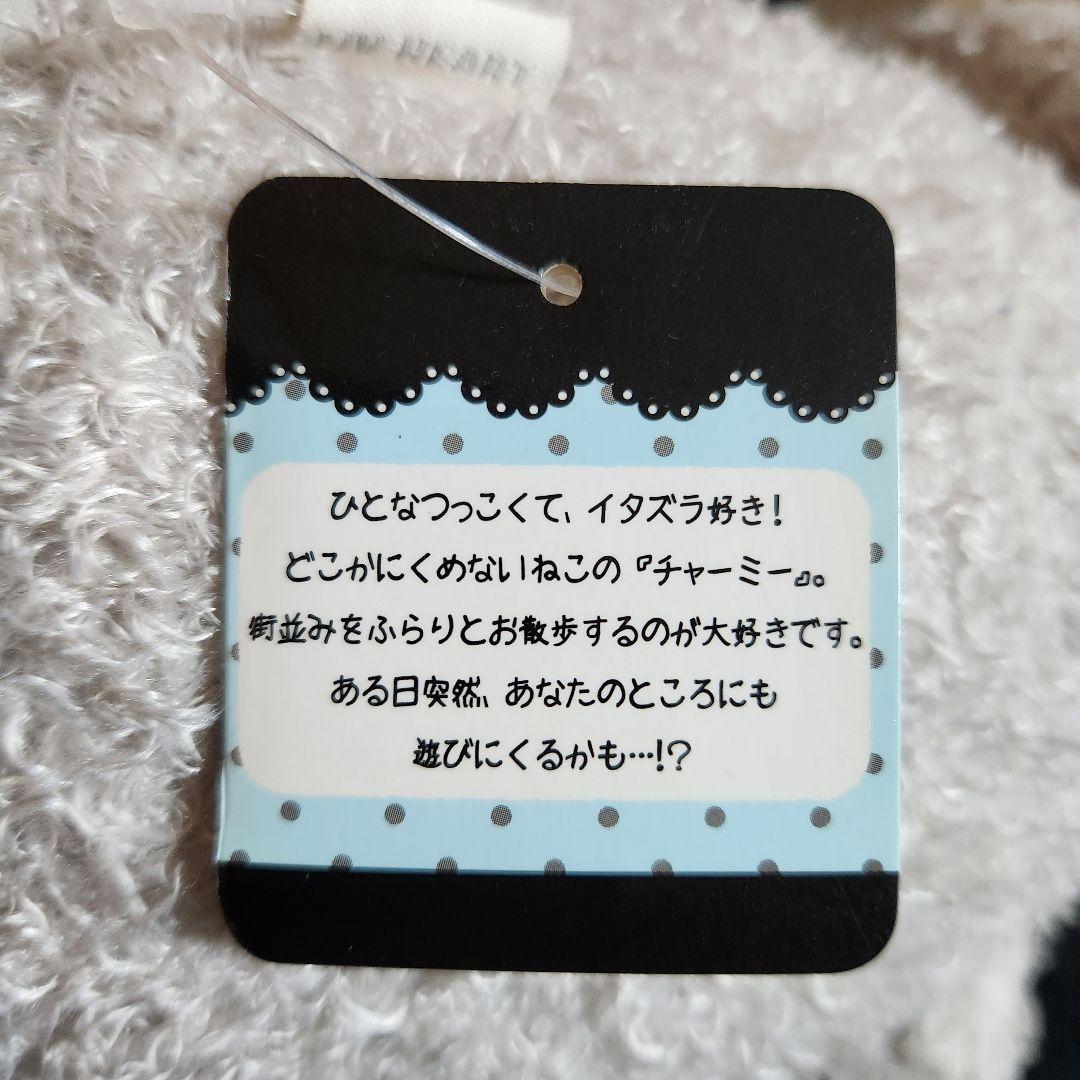 HEART
ひとなつっこくて、イタズラ好き!
どこかにくめないねこの『チャーミー』。
街並みをふらりとお散歩するのが大好きです。
ある日突然、あなたのところにも
遊びにくるかも…!?